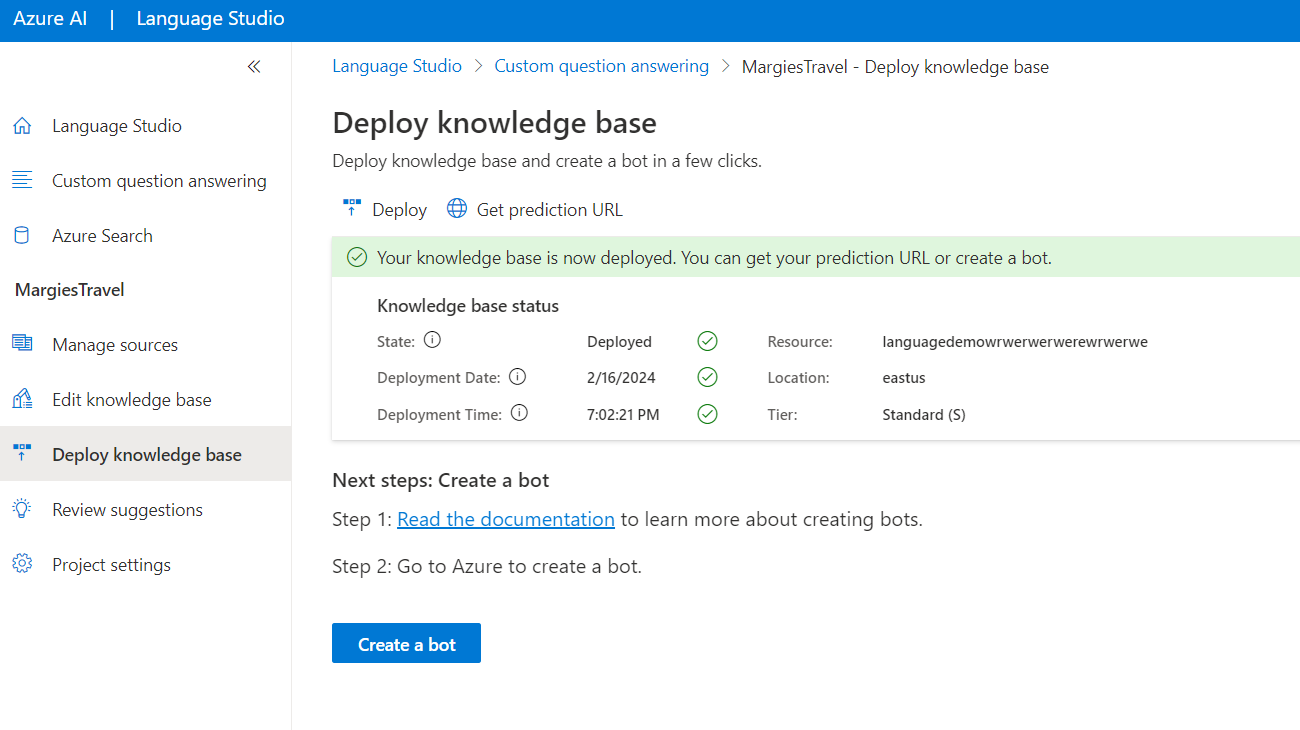 Azure AI | Language Studio
Language Studio > Custom question answering > MargiesTravel - Deploy knowledge base
Language Studio
Custom question answering
Azure Search
MargiesTravel
Manage sources
Edit knowledge base
Deploy knowledge base
Review suggestions
Project settings
Deploy knowledge base
Deploy knowledge base and create a bot in a few clicks.
Deploy Get prediction URL
Your knowledge base is now deployed. You can get your prediction URL or create a bot.
Knowledge base status
State: Deployed Resource: languagedemowrwerwerwerewrwerwe
Deployment Date: 2/16/2024 Location: eastus
Deployment Time: 7:02:21 PM Tier: Standard (S)
Next steps: Create a bot
Step 1: Read the documentation to learn more about creating bots.
Step 2: Go to Azure to create a bot.
Create a bot